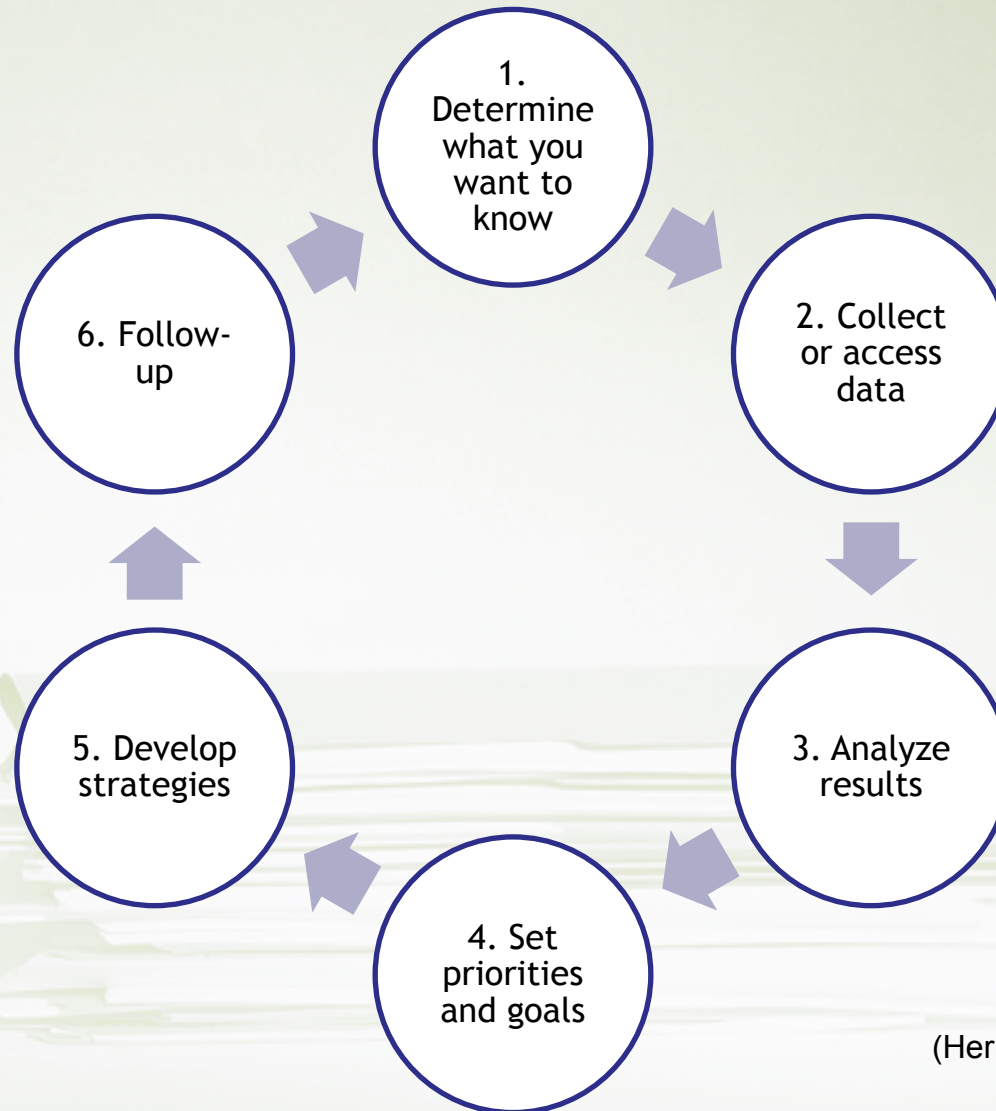 1.
Determine
what you
want to
know
2. Collect
or access
data
3. Analyze
results
4. Set
priorities
and goals
5. Develop
strategies
6. Follow-
up
(Her